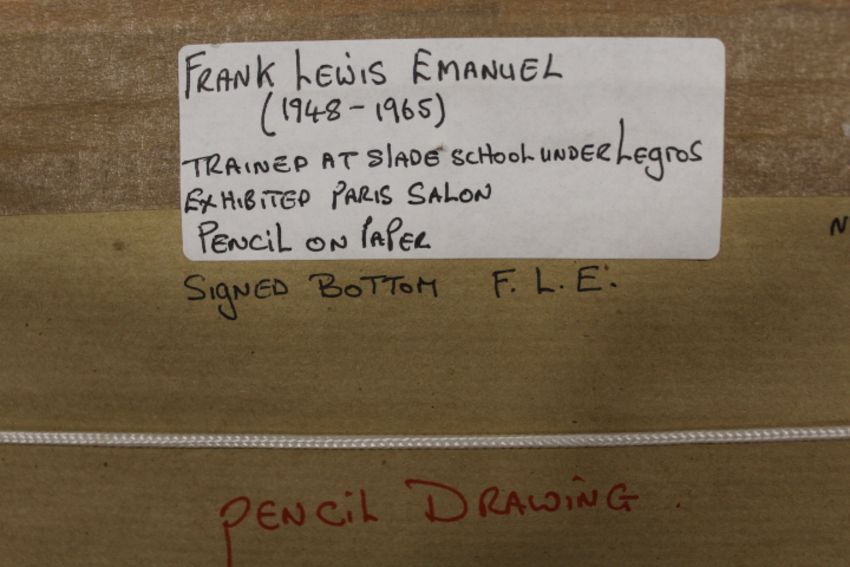 FRANK LEWIS EMANUEL
(1948 - 1965)
TRAINED AT SLADE SCHOOL UNDER Legros
EXHIBITED PARIS SALON
PENCIL ON PAPER
SIGNED BOTTOM F. L. E.
N
PENCIL DRAWING.